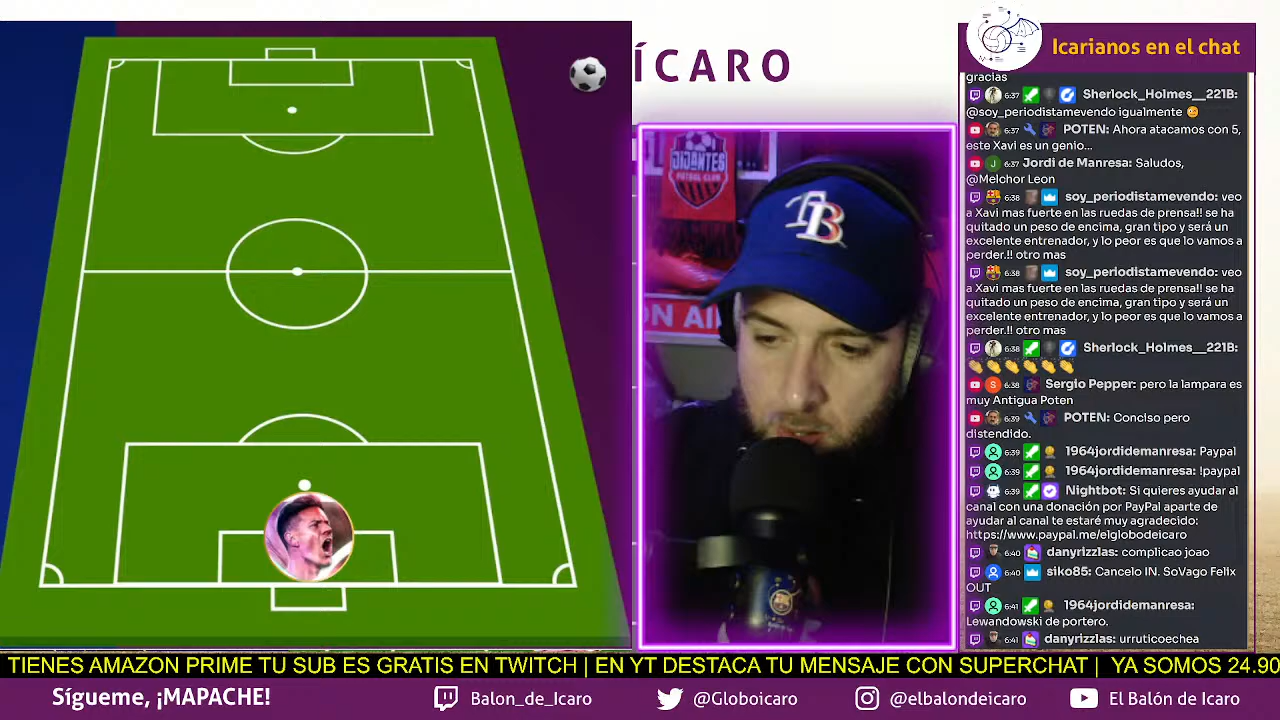 ÍCARO
GIGANTES
FUTBOL CLUB
ON AIR
TB
Icarianos en el chat
gracias
6:37 Sherlock_Holmes__221B:
@soy_periodistamevendo igualmente
6:37 POTEN: Ahora atacamos con 5,
este Xavi es un genio...
6:37 Jordi de Manresa: Saludos,
@Melchor Leon
6:38 soy_periodistamevendo: veo
a Xavi mas fuerte en las ruedas de prensa!! se ha
quitado un peso de encima, gran tipo y será un
excelente entrenador, y lo peor es que lo vamos a
perder.!! otro mas
6:38 soy_periodistamevendo: veo
a Xavi mas fuerte en las ruedas de prensa!! se ha
quitado un peso de encima, gran tipo y será un
excelente entrenador, y lo peor es que lo vamos a
perder.!! otro mas
6:38 Sherlock_Holmes__221B:
👏👏👏👏👏👏
6:38 Sergio Pepper: pero la lampara es
muy Antigua Poten
6:39 POTEN: Conciso pero
distendido.
6:39 1964jordidemanresa: Paypal
6:39 1964jordidemanresa: !paypal
6:39 Nightbot: Si quieres ayudar al
canal con una donación por PayPal aparte de
ayudar al canal te estaré muy agradecido:
https://www.paypal.me/elglobodeicaro
6:40 danyrizzlas: complicao joao
6:40 siko85: Cancelo IN. SoVago Felix
OUT
6:41 1964jordidemanresa:
Lewandowski de portero.
6:41 danyrizzlas: urruticoechea
TIENES AMAZON PRIME TU SUB ES GRATIS EN TWITCH | EN YT DESTACA TU MENSAJE CON SUPERCHAT | YA SOMOS 24.90
Sígueme, ¡MAPACHE! Balon_de_Icaro @Globoicaro @elbalondeicaro El Balón de Icaro